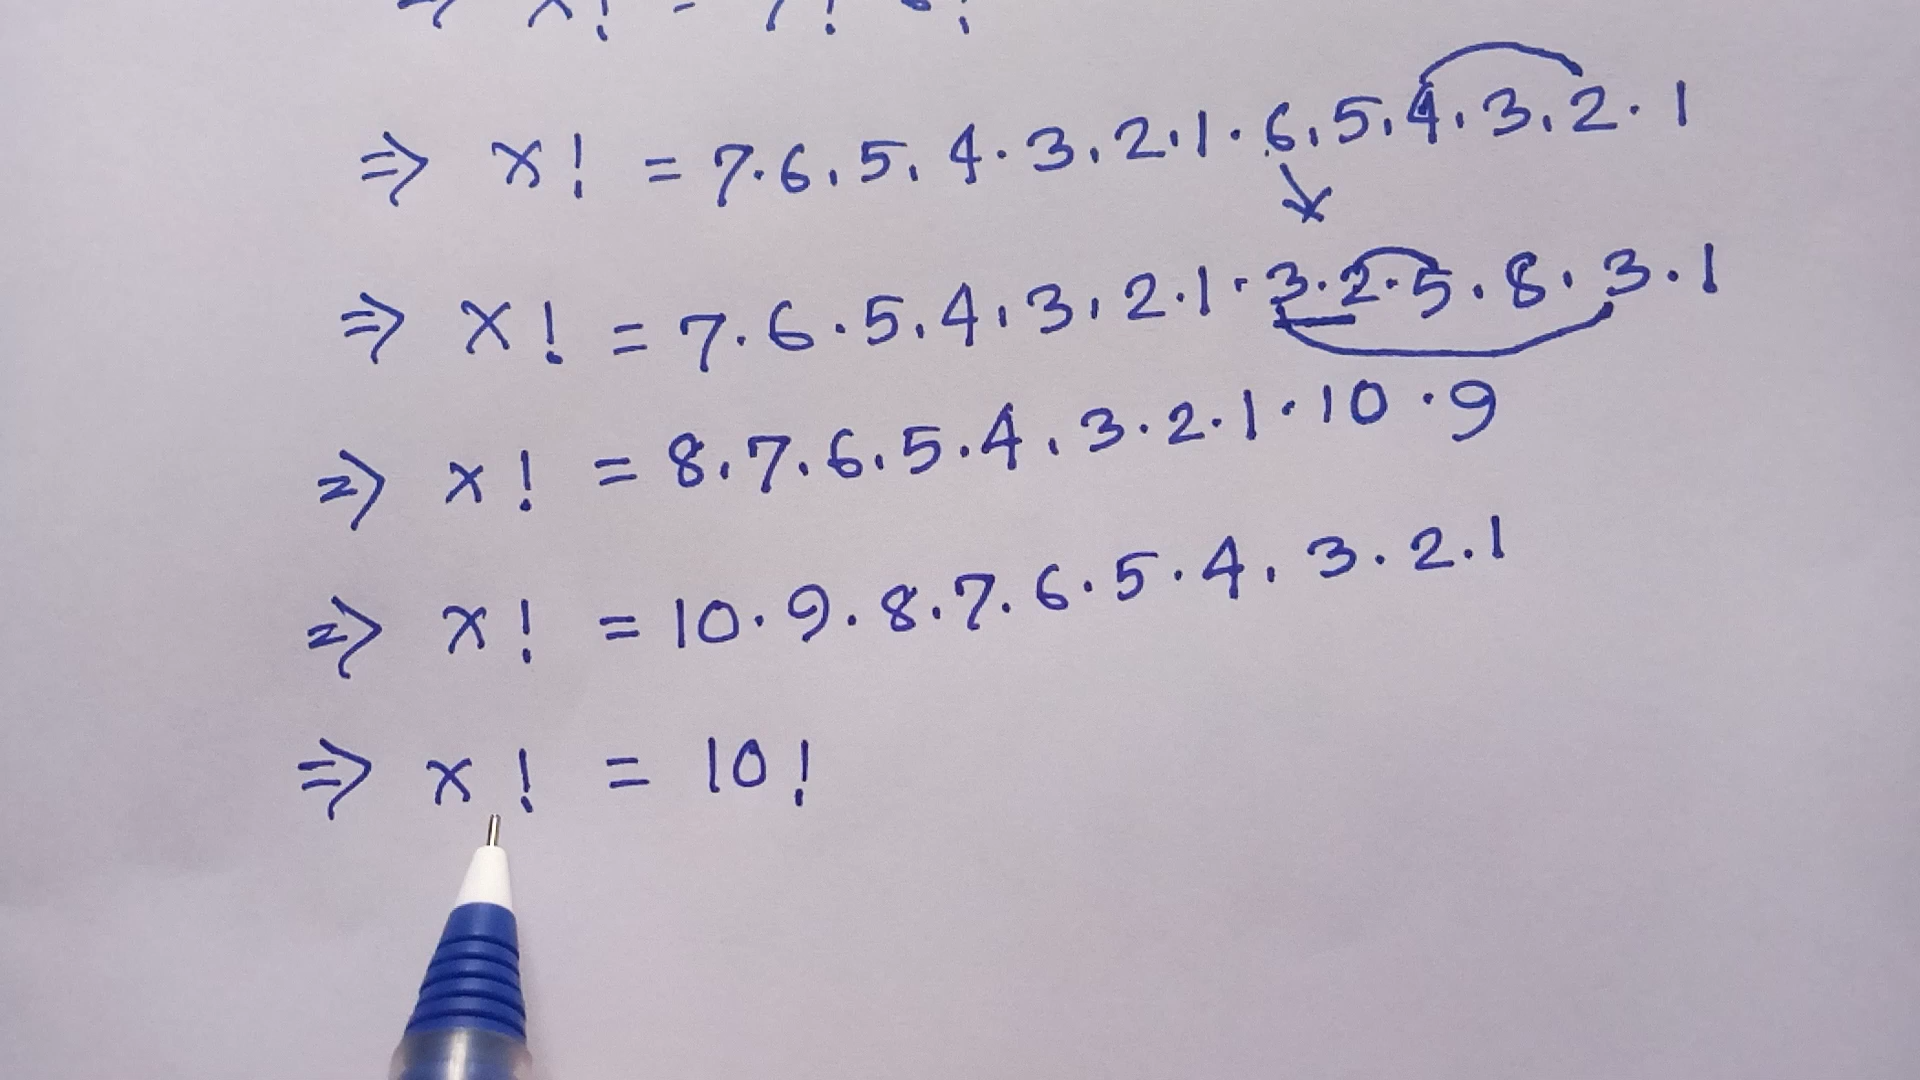 ⇒ x! = 7! 6!
⇒ x! = 7.6.5.4.3.2.1.6.5.4.3.2.1
⇒ x! = 7.6.5.4.3.2.1.3.2.5.8.3.1
⇒ x! = 8.7.6.5.4.3.2.1.10.9
⇒ x! = 10.9.8.7.6.5.4.3.2.1
⇒ x! = 10!